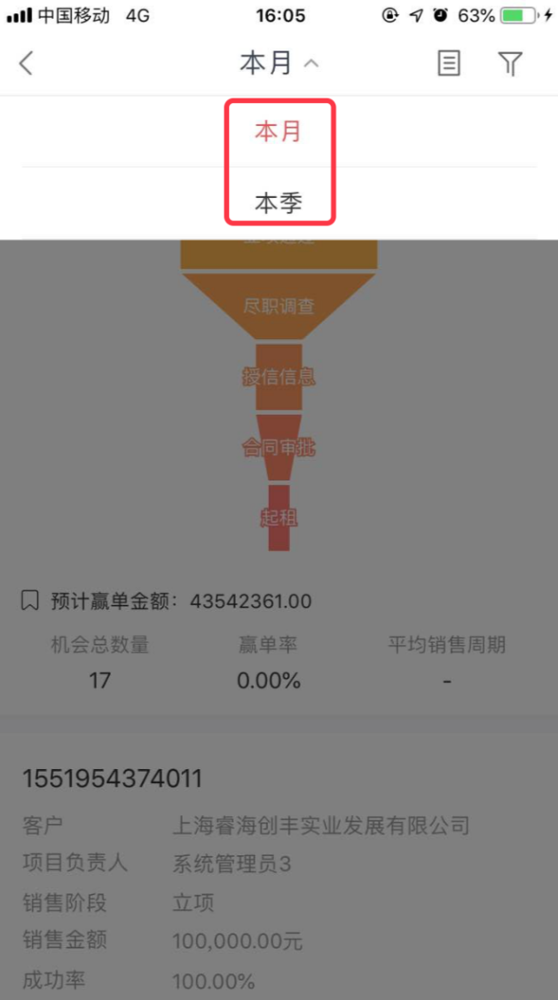 中国移动 4G 16:05 63%
本月
本月
本季
尽职调查
授信信息
合同审批
起租
预计赢单金额：43542361.00
机会总数量 赢单率 平均销售周期
17 0.00% -
1551954374011
客户 上海睿海创丰实业发展有限公司
项目负责人 系统管理员3
销售阶段 立项
销售金额 100,000.00元
成功率 100.00%